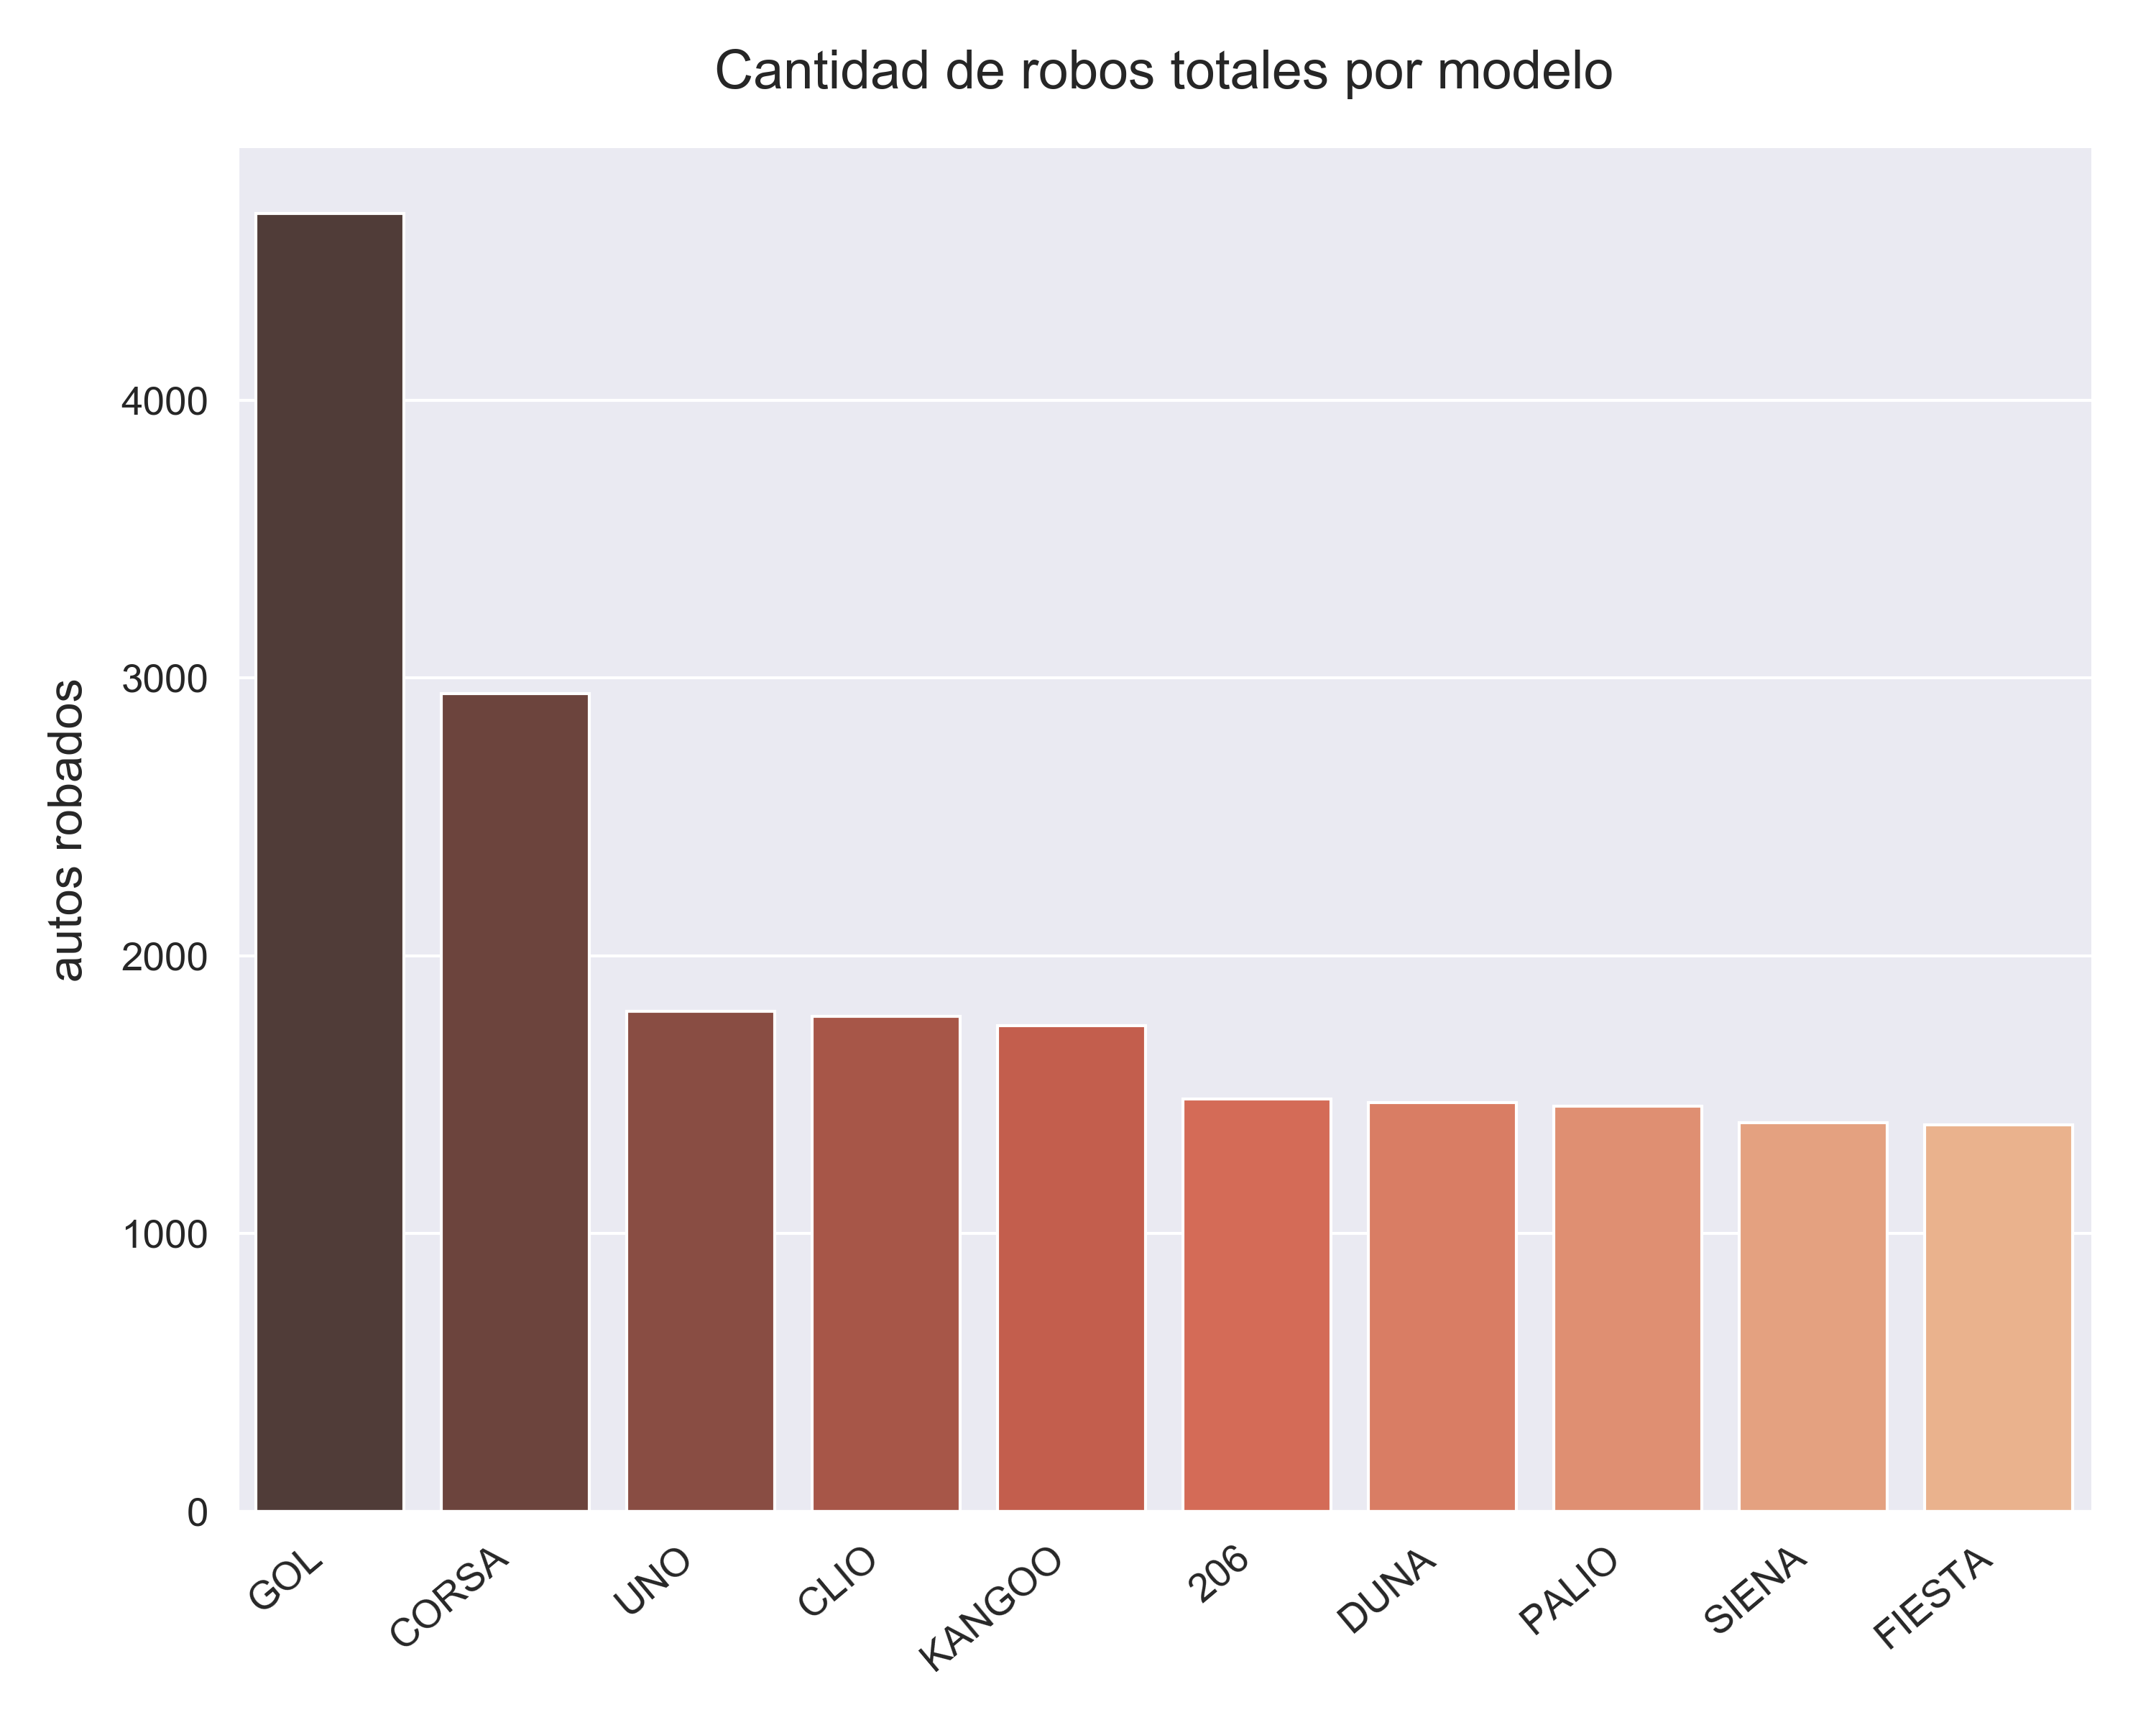 Cantidad de robos totales por modelo
autos robados
4000
3000
2000
1000
0
GOL
CORSA
UNO
CLIO
KANGOO
206
DUNA
PALIO
SIENA
FIESTA